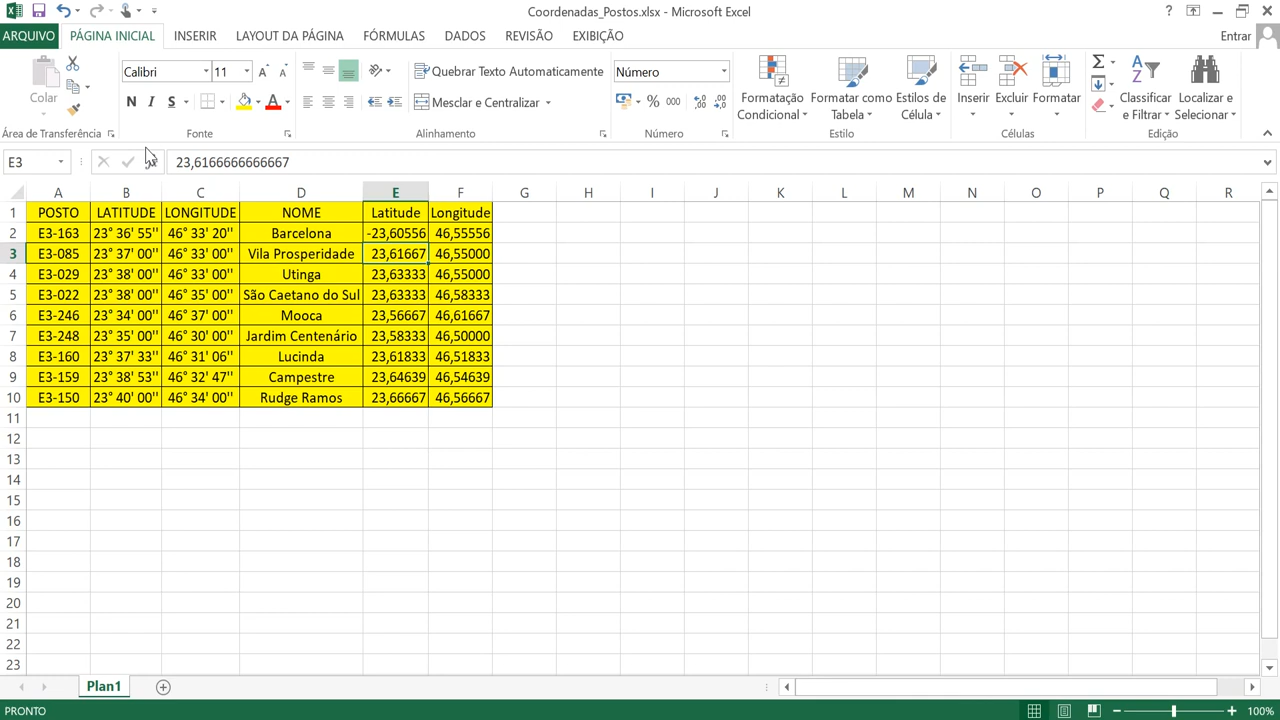 Coordenadas_Postos.xlsx - Microsoft Excel
?
ARQUIVO PÁGINA INICIAL INSERIR LAYOUT DA PÁGINA FÓRMULAS DADOS REVISÃO EXIBIÇÃO Entrar
Colar
Calibri 11
N I S
Quebrar Texto Automaticamente
Mesclar e Centralizar
Número
% 000
Formatação Condicional
Formatar como Tabela
Estilos de Célula
Inserir
Excluir
Formatar
Classificar e Filtrar
Localizar e Selecionar
Área de Transferência Fonte Alinhamento Número Estilo Células Edição
E3 fx 23,6166666666667
A B C D E F G H I J K L M N O P Q R
1 POSTO LATITUDE LONGITUDE NOME Latitude Longitude
2 E3-163 23° 36' 55'' 46° 33' 20'' Barcelona -23,60556 46,55556
3 E3-085 23° 37' 00'' 46° 33' 00'' Vila Prosperidade 23,61667 46,55000
4 E3-029 23° 38' 00'' 46° 33' 00'' Utinga 23,63333 46,55000
5 E3-022 23° 38' 00'' 46° 35' 00'' São Caetano do Sul 23,63333 46,58333
6 E3-246 23° 34' 00'' 46° 37' 00'' Mooca 23,56667 46,61667
7 E3-248 23° 35' 00'' 46° 30' 00'' Jardim Centenário 23,58333 46,50000
8 E3-160 23° 37' 33'' 46° 31' 06'' Lucinda 23,61833 46,51833
9 E3-159 23° 38' 53'' 46° 32' 47'' Campestre 23,64639 46,54639
10 E3-150 23° 40' 00'' 46° 34' 00'' Rudge Ramos 23,66667 46,56667
11
12
13
14
15
16
17
18
19
20
21
22
23
Plan1
PRONTO 100%